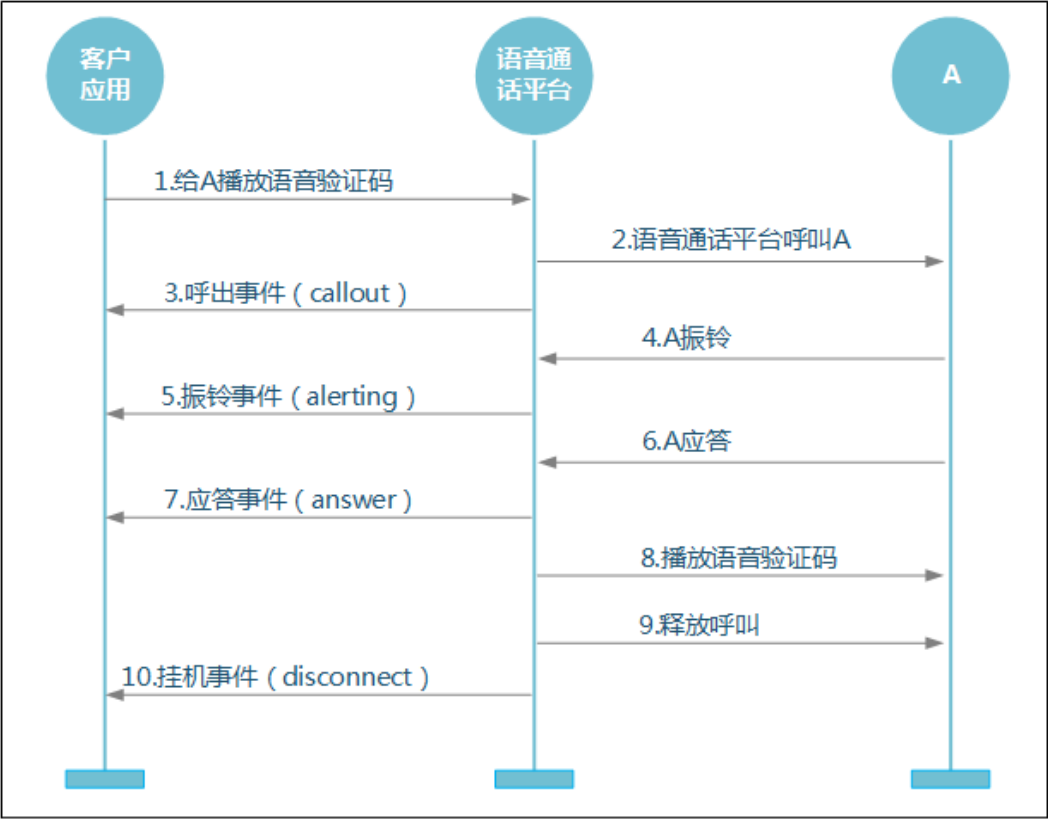 客户
应用
语音通
话平台
A
1.给A播放语音验证码
2.语音通话平台呼叫A
3.呼出事件（callout）
4.A振铃
5.振铃事件（alerting）
6.A应答
7.应答事件（answer）
8.播放语音验证码
9.释放呼叫
10.挂机事件（disconnect）